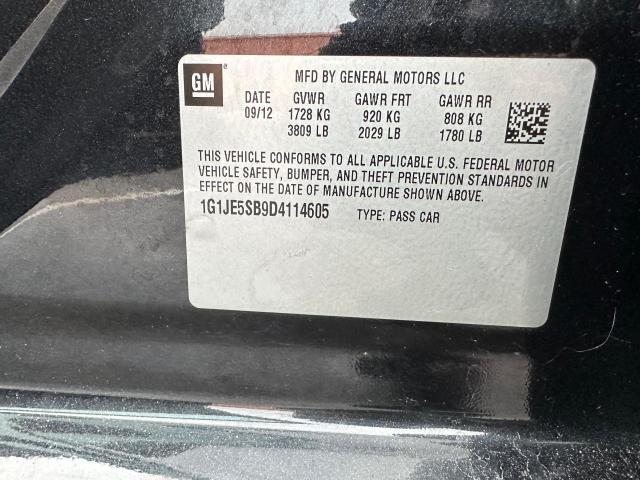 GM® MFD BY GENERAL MOTORS LLC
DATE GVWR GAWR FRT GAWR RR
09/12 1728 KG 920 KG 808 KG
3809 LB 2029 LB 1780 LB
THIS VEHICLE CONFORMS TO ALL APPLICABLE U.S. FEDERAL MOTOR
VEHICLE SAFETY, BUMPER, AND THEFT PREVENTION STANDARDS IN
EFFECT ON THE DATE OF MANUFACTURE SHOWN ABOVE.
1G1JE5SB9D4114605 TYPE: PASS CAR